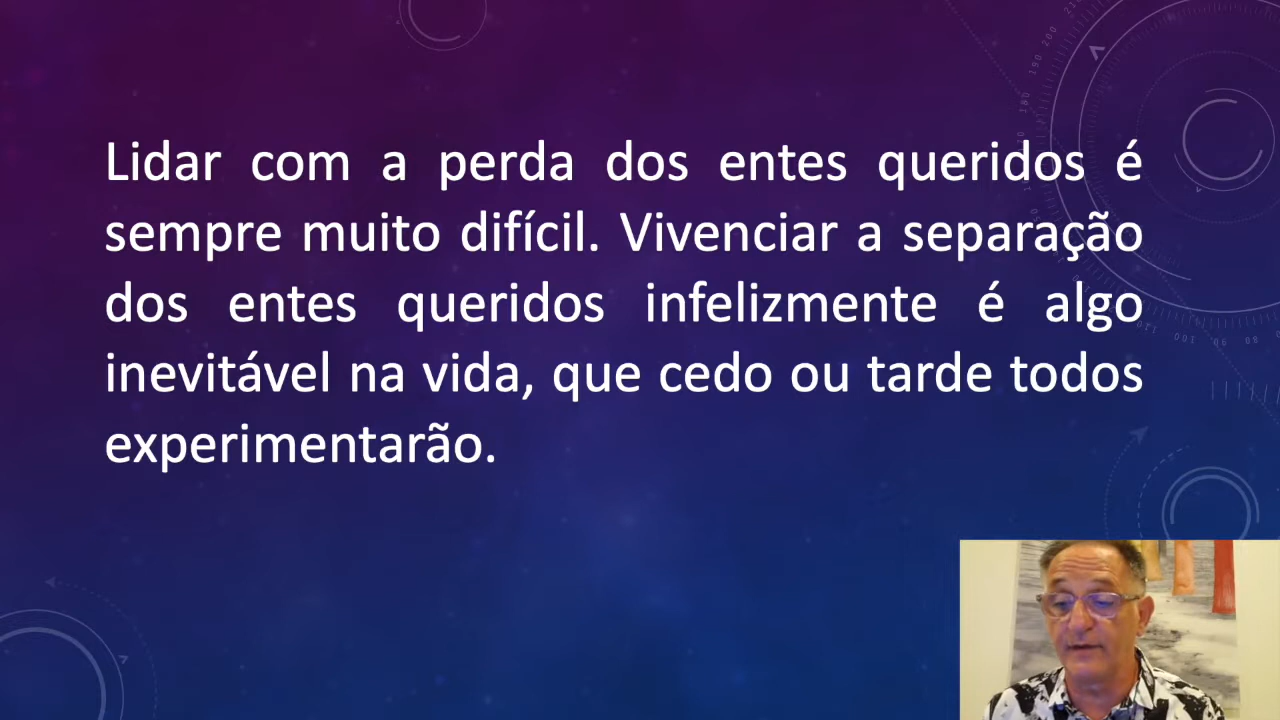 Lidar com a perda dos entes queridos é
sempre muito difícil. Vivenciar a separação
dos entes queridos infelizmente é algo
inevitável na vida, que cedo ou tarde todos
experimentarão.